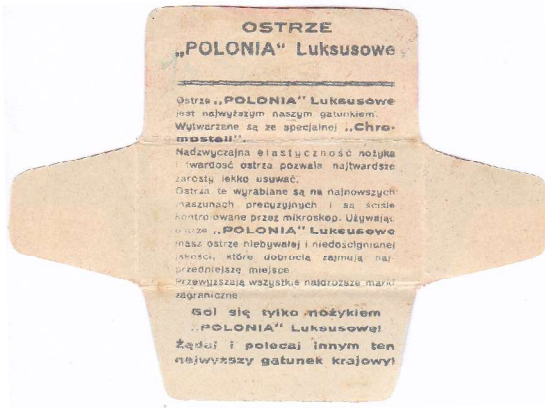 OSTRZE
„POLONIA" Luksusowe
Ostrze „POLONIA" Luksusowe
jest najwyższym naszym gatunkiem.
Wytwarzane są ze specjalnej „Chro-
mostali".
Nadzwyczajna elastyczność nożyka
i twardość ostrza pozwala najtwardsze
zarosty lekko usuwać.
Ostrza te wyrabiane są na najnowszych
maszynach precyzyjnych i są ściśle
kontrolowane przez mikroskop. Używając
ostrze „POLONIA" Luksusowe
masz ostrze niebywałej i niedoścignionej
jakości, które dobrocią zajmują naj-
przedniejsze miejsce.
Przewyższają wszystkie najdroższe marki
zagraniczne.
Gol się tylko nożykiem
„POLONIA" Luksusowe!
Żądaj i polecaj innym ten
najwyższy gatunek krajowy!